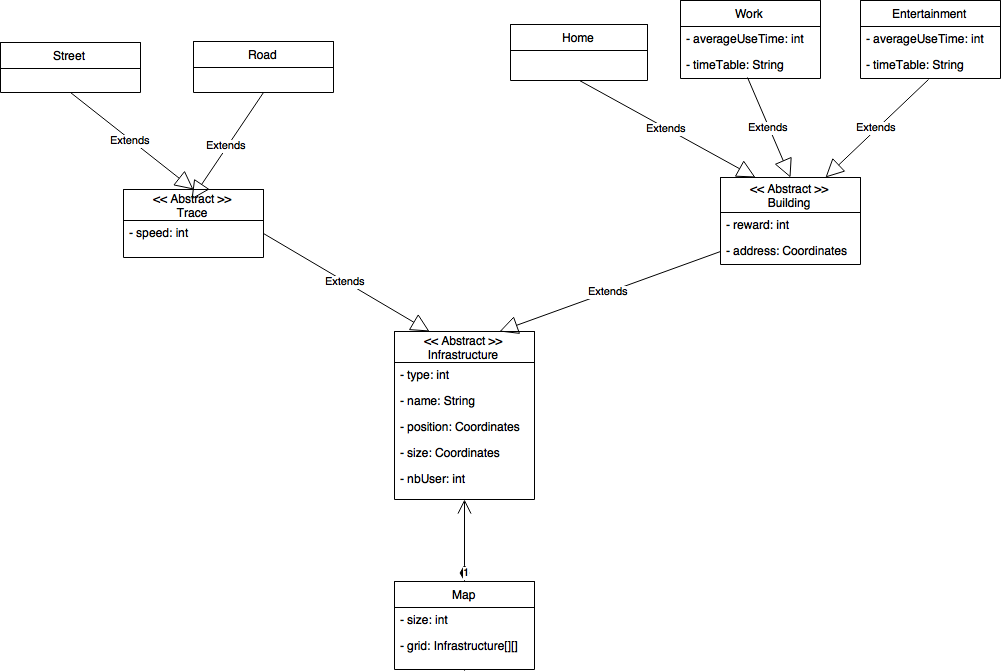 Work
Entertainment
- averageUseTime: int
- timeTable: String
- averageUseTime: int
- timeTable: String
Home
Street
Road
Extends
Extends
Extends
Extends
Extends
<< Abstract >>
Building
- reward: int
- address: Coordinates
<< Abstract >>
Trace
- speed: int
Extends
Extends
<< Abstract >>
Infrastructure
- type: int
- name: String
- position: Coordinates
- size: Coordinates
- nbUser: int
1
Map
- size: int
- grid: Infrastructure[][]